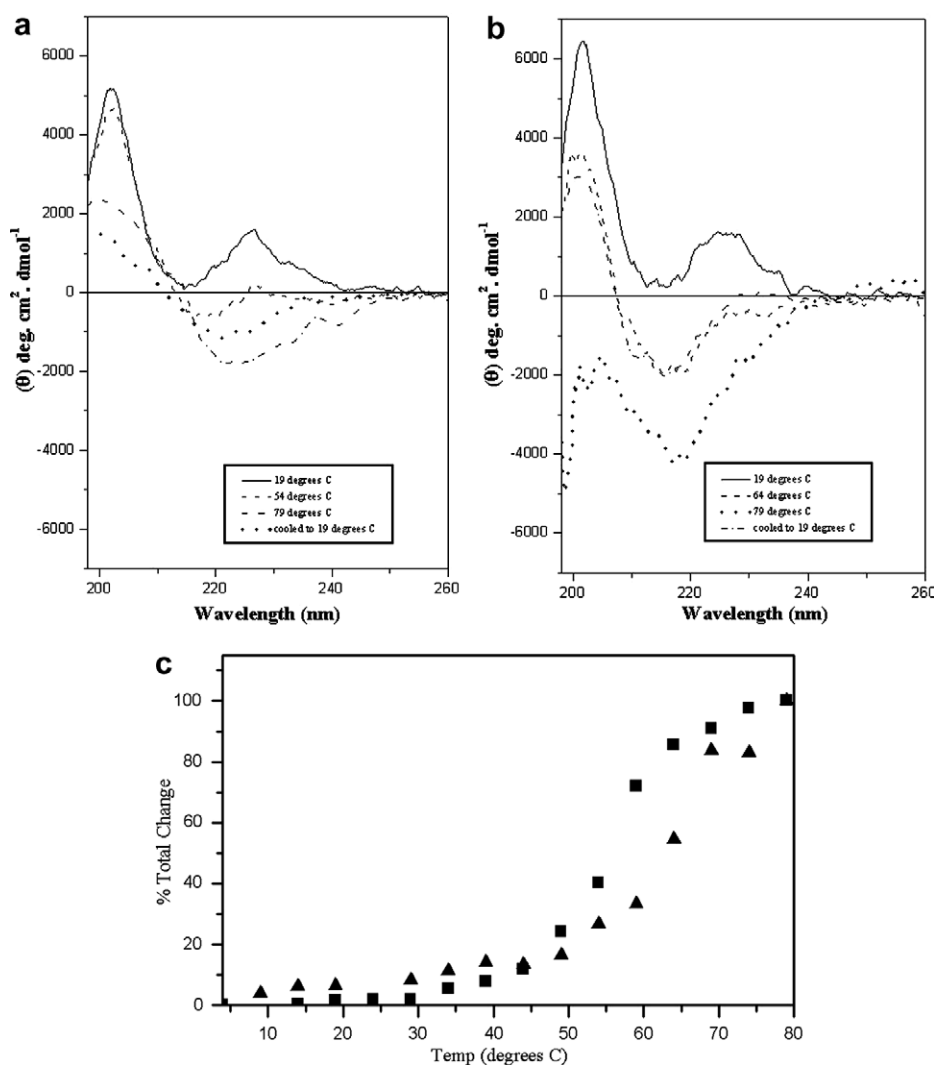 a
6000
4000
2000
0
-2000
-4000
-6000
(θ) deg. cm². dmol⁻¹
19 degrees C
54 degrees C
79 degrees C
cooled to 19 degrees C
200 220 240 260
Wavelength (nm)
b
6000
4000
2000
0
-2000
-4000
-6000
(θ) deg. cm². dmol⁻¹
19 degrees C
64 degrees C
79 degrees C
cooled to 19 degrees C
200 220 240 260
Wavelength (nm)
c
100
80
60
40
20
0
% Total Change
10 20 30 40 50 60 70 80
Temp (degrees C)